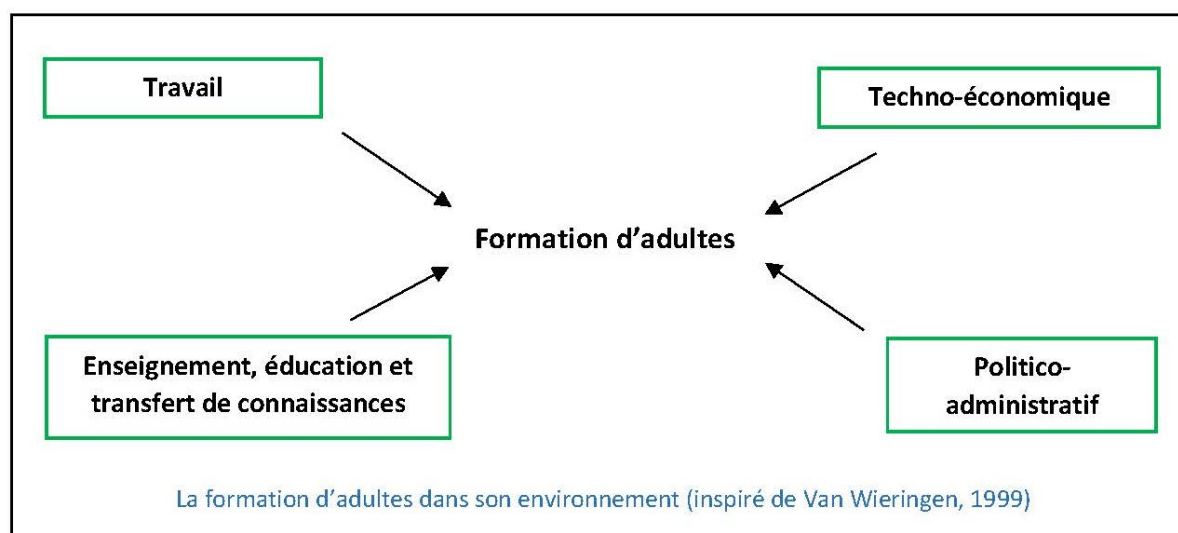 Travail
Techno-économique
Formation d’adultes
Enseignement, éducation et
transfert de connaissances
Politico-
administratif
La formation d’adultes dans son environnement (inspiré de Van Wieringen, 1999)